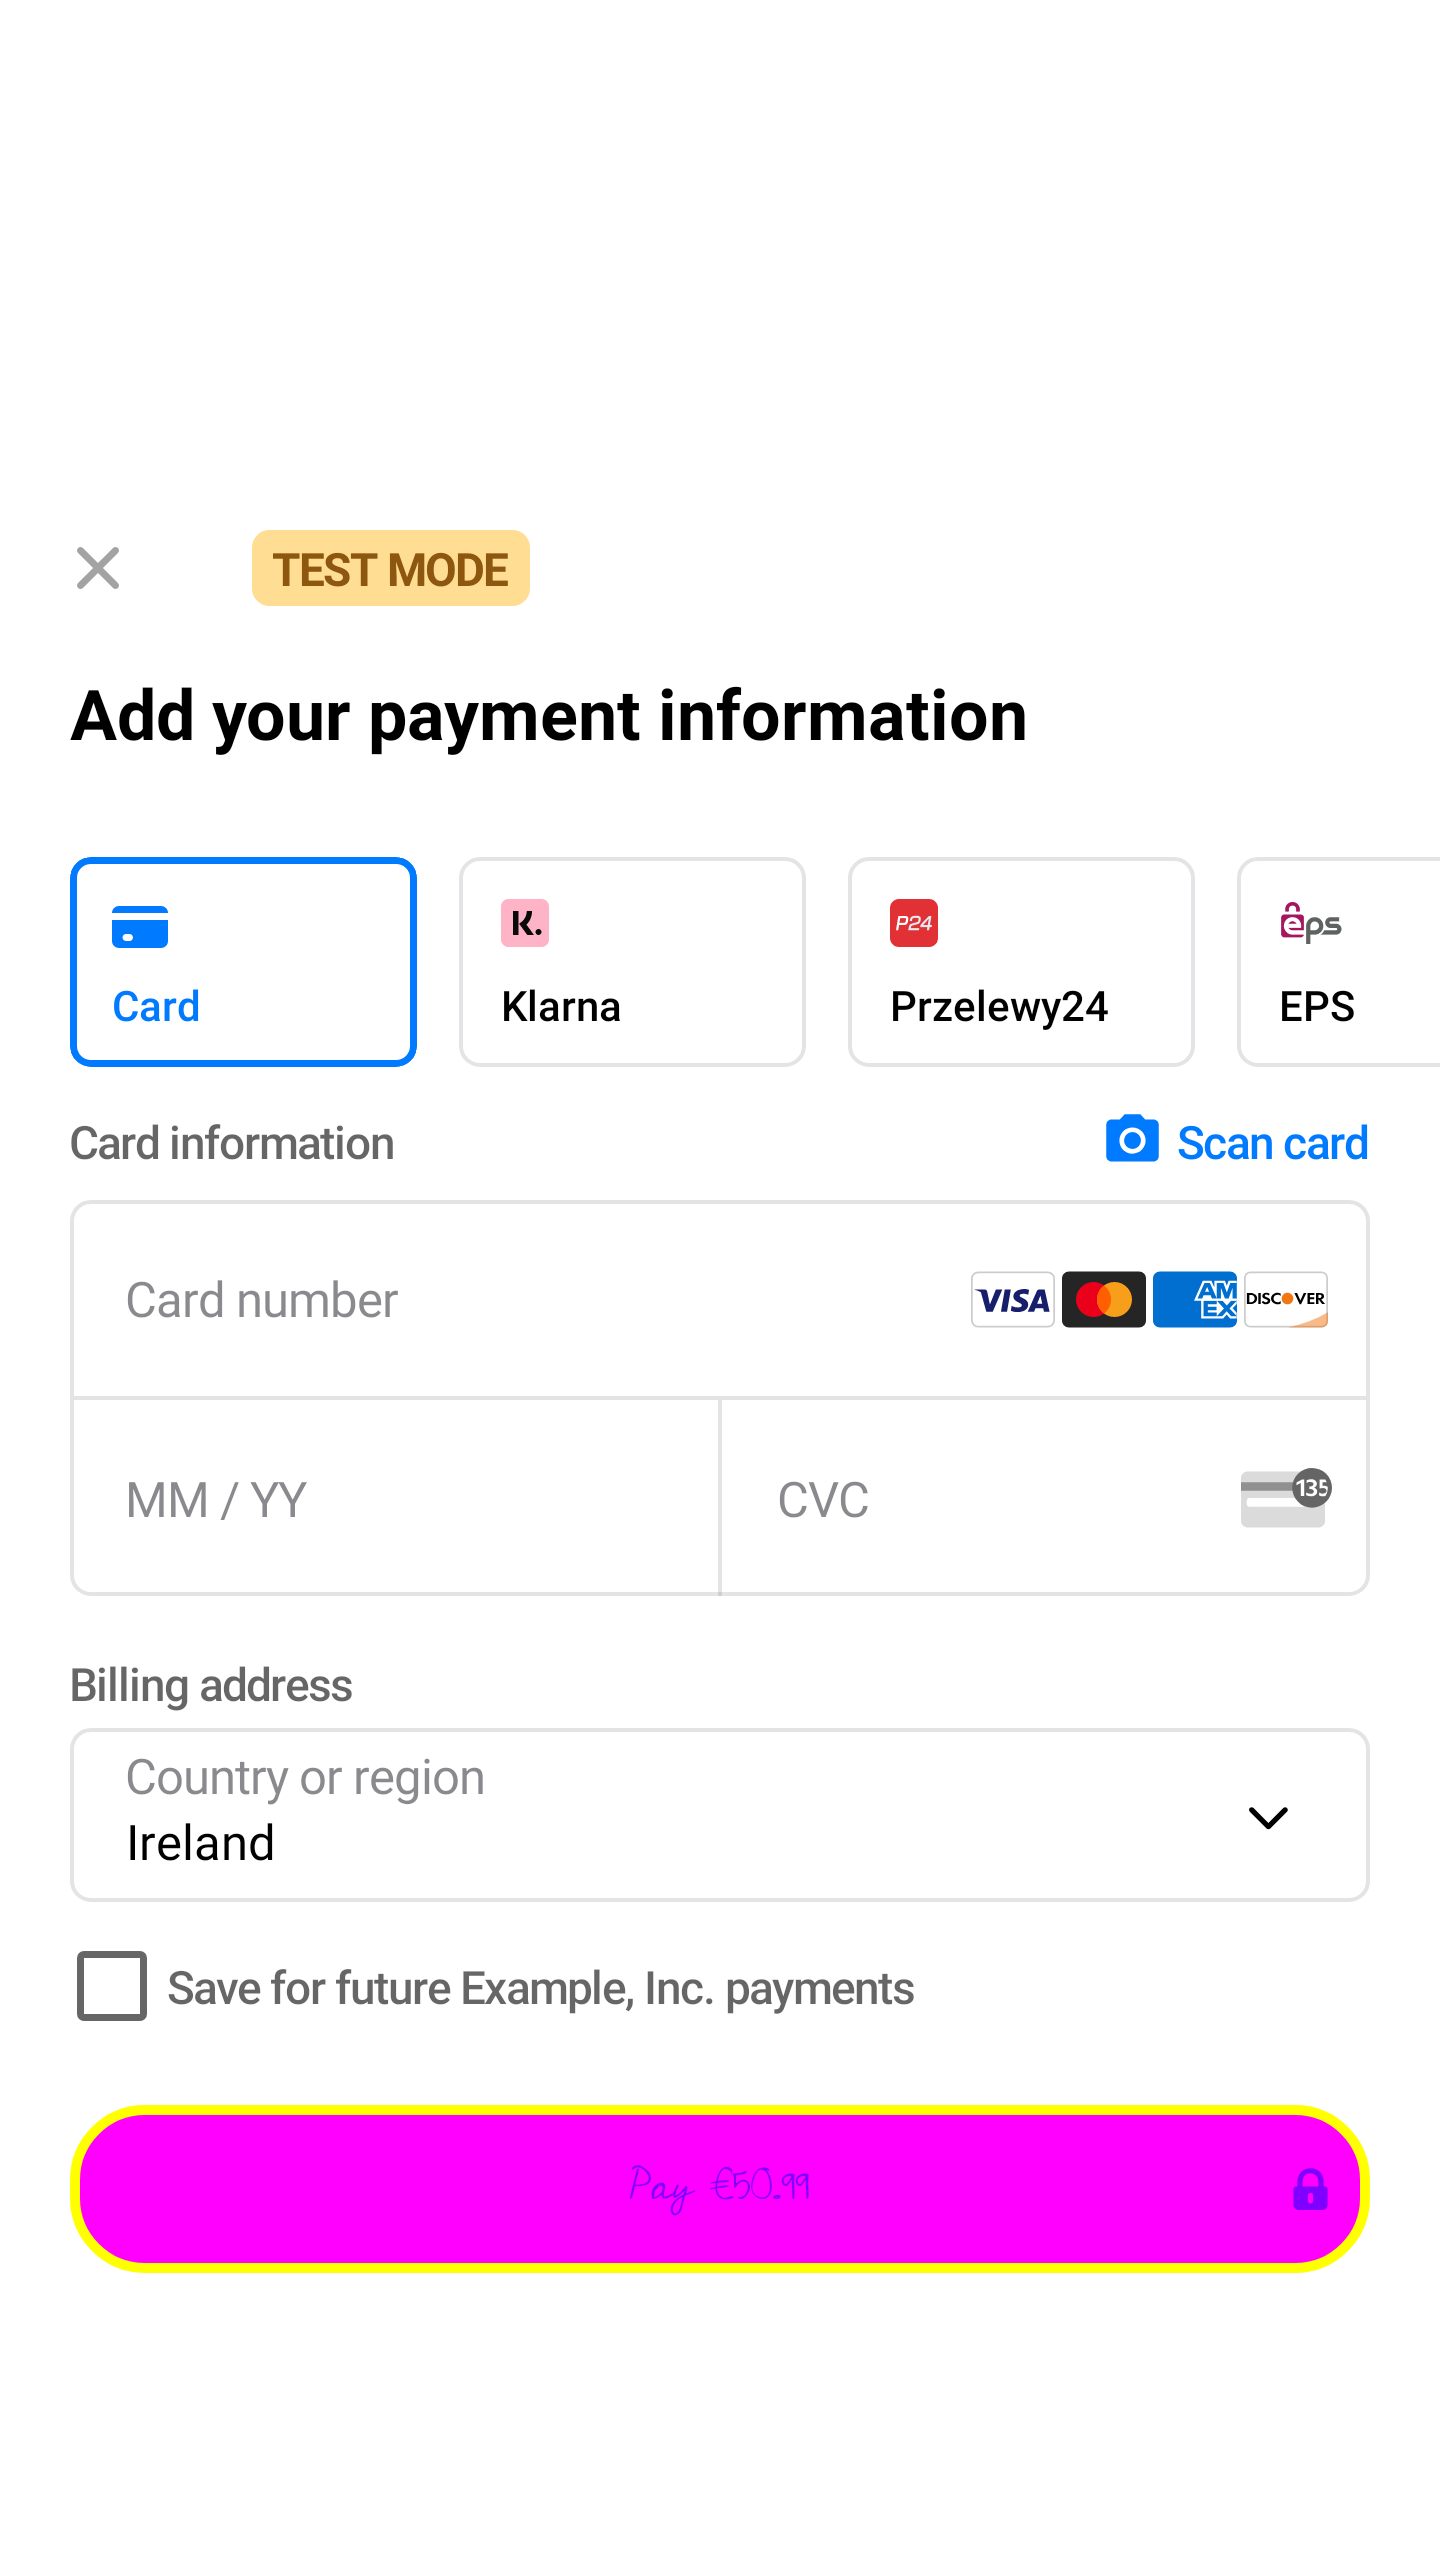 TEST MODE
Add your payment information
K.
P24
eps
Card
Klarna
Przelewy24
EPS
Card information
Scan card
Card number
VISA
AM
EX
DISCOVER
MM / YY
CVC
135
Billing address
Country or region
Ireland
Save for future Example, Inc. payments
Pay €50.99